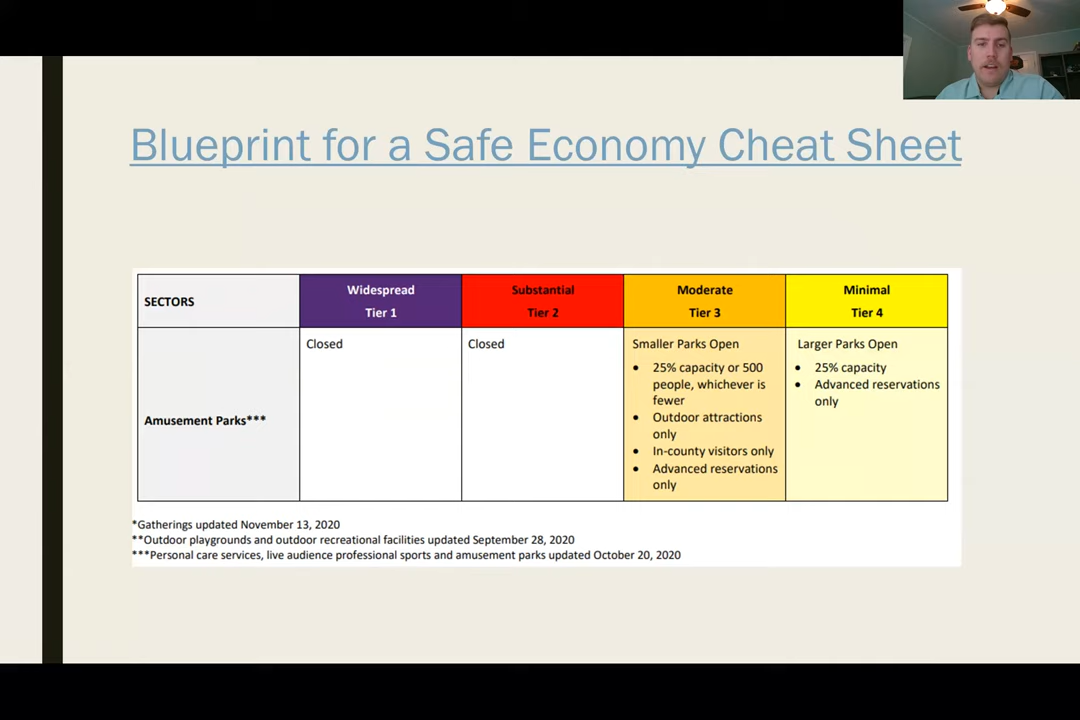 Blueprint for a Safe Economy Cheat Sheet
SECTORS
Widespread
Tier 1
Substantial
Tier 2
Moderate
Tier 3
Minimal
Tier 4
Amusement Parks***
Closed
Closed
Smaller Parks Open
• 25% capacity or 500
people, whichever is
fewer
• Outdoor attractions
only
• In-county visitors only
• Advanced reservations
only
Larger Parks Open
• 25% capacity
• Advanced reservations
only
*Gatherings updated November 13, 2020
**Outdoor playgrounds and outdoor recreational facilities updated September 28, 2020
***Personal care services, live audience professional sports and amusement parks updated October 20, 2020